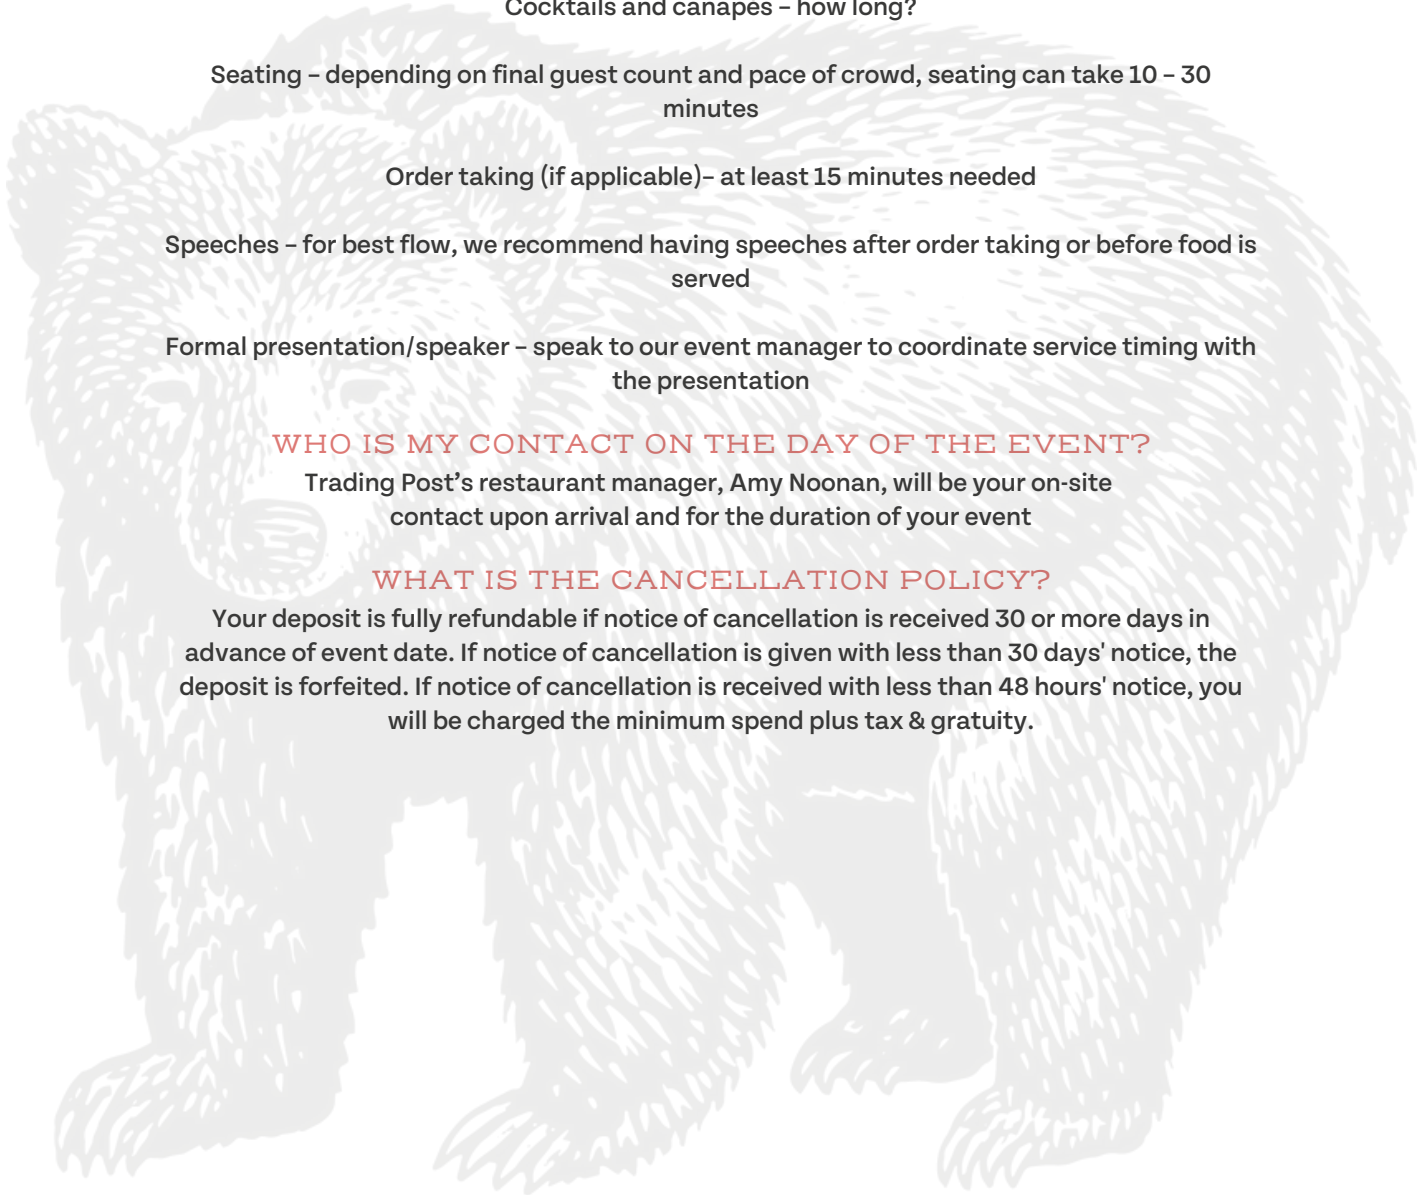 Cocktails and canapés – how long?
Seating – depending on final guest count and pace of crowd, seating can take 10 – 30
minutes
Order taking (if applicable)– at least 15 minutes needed
Speeches – for best flow, we recommend having speeches after order taking or before food is
served
Formal presentation/speaker – speak to our event manager to coordinate service timing with
the presentation
WHO IS MY CONTACT ON THE DAY OF THE EVENT?
Trading Post’s restaurant manager, Amy Noonan, will be your on-site
contact upon arrival and for the duration of your event
WHAT IS THE CANCELLATION POLICY?
Your deposit is fully refundable if notice of cancellation is received 30 or more days in
advance of event date. If notice of cancellation is given with less than 30 days' notice, the
deposit is forfeited. If notice of cancellation is received with less than 48 hours' notice, you
will be charged the minimum spend plus tax & gratuity.